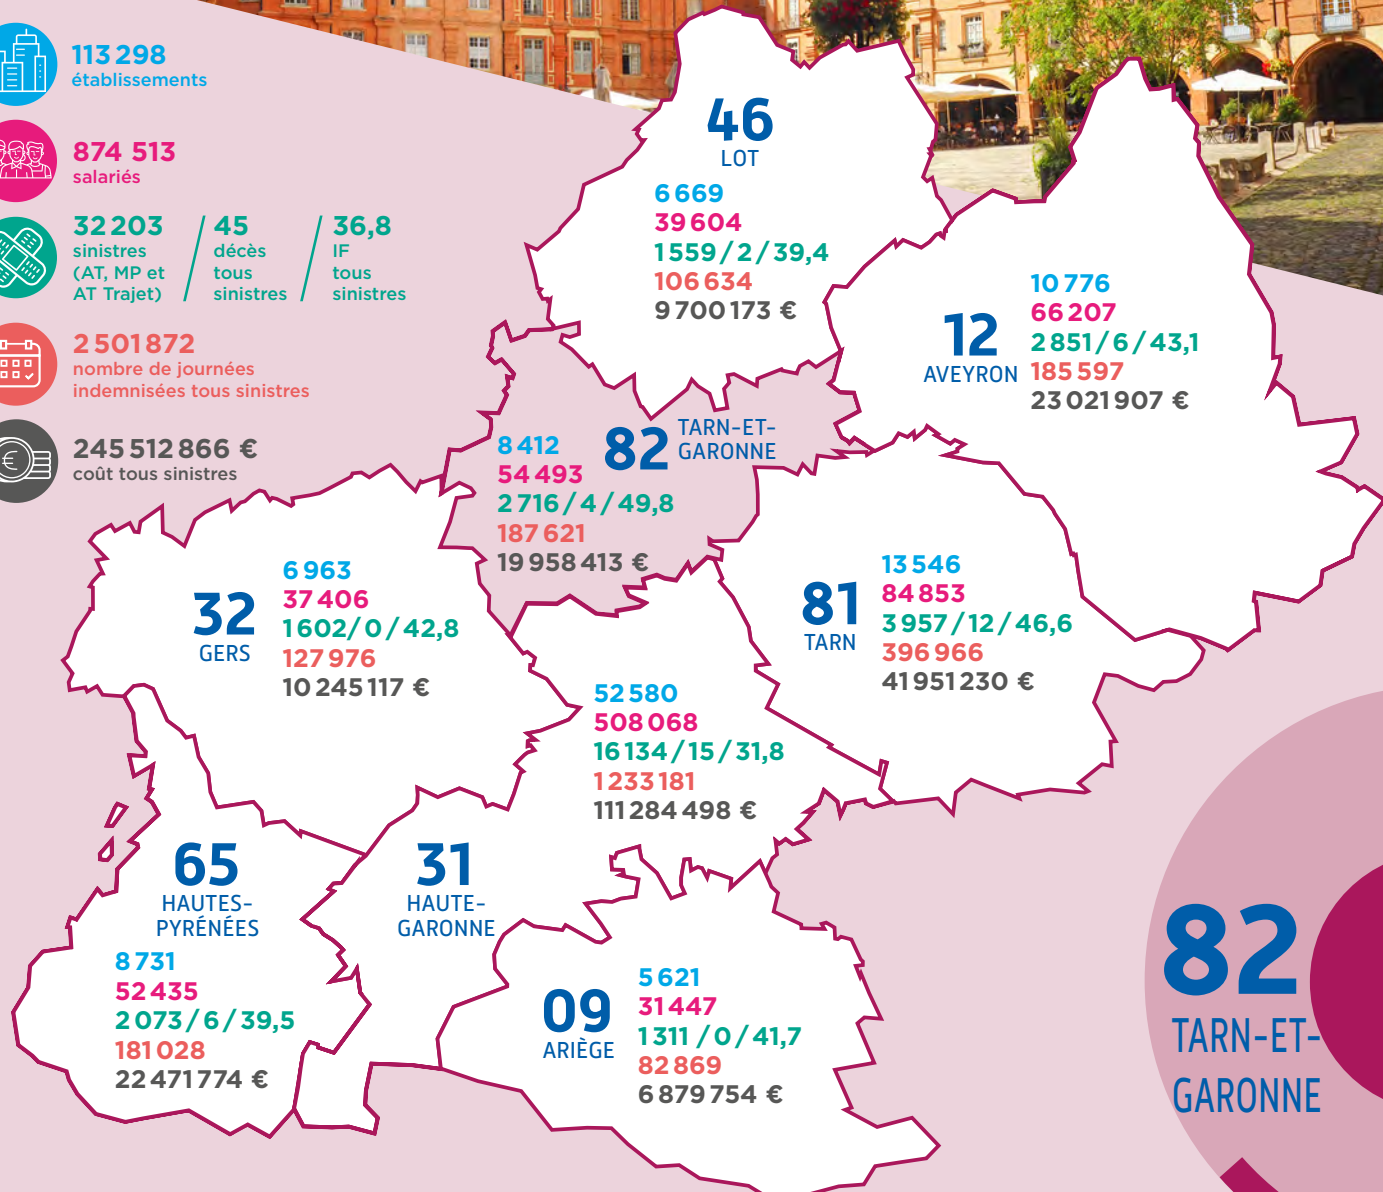 113 298
établissements
874 513
salariés
32 203
sinistres
(AT, MP et
AT Trajet)
45
décès
tous
sinistres
36,8
IF
tous
sinistres
2 501 872
nombre de journées
indemnisées tous sinistres
245 512 866 €
coût tous sinistres
46
LOT
6 669
39 604
1 559 / 2 / 39,4
106 634
9 700 173 €
12
AVEYRON
10 776
66 207
2 851 / 6 / 43,1
185 597
23 021 907 €
82
TARN-ET-
GARONNE
8 412
54 493
2 716 / 4 / 49,8
187 621
19 958 413 €
32
GERS
6 963
37 406
1 602 / 0 / 42,8
127 976
10 245 117 €
81
TARN
13 546
84 853
3 957 / 12 / 46,6
396 966
41 951 230 €
31
HAUTE-
GARONNE
52 580
508 068
16 134 / 15 / 31,8
1 233 181
111 284 498 €
65
HAUTES-
PYRÉNÉES
8 731
52 435
2 073 / 6 / 39,5
181 028
22 471 774 €
09
ARIÈGE
5 621
31 447
1 311 / 0 / 41,7
82 869
6 879 754 €
82
TARN-ET-
GARONNE